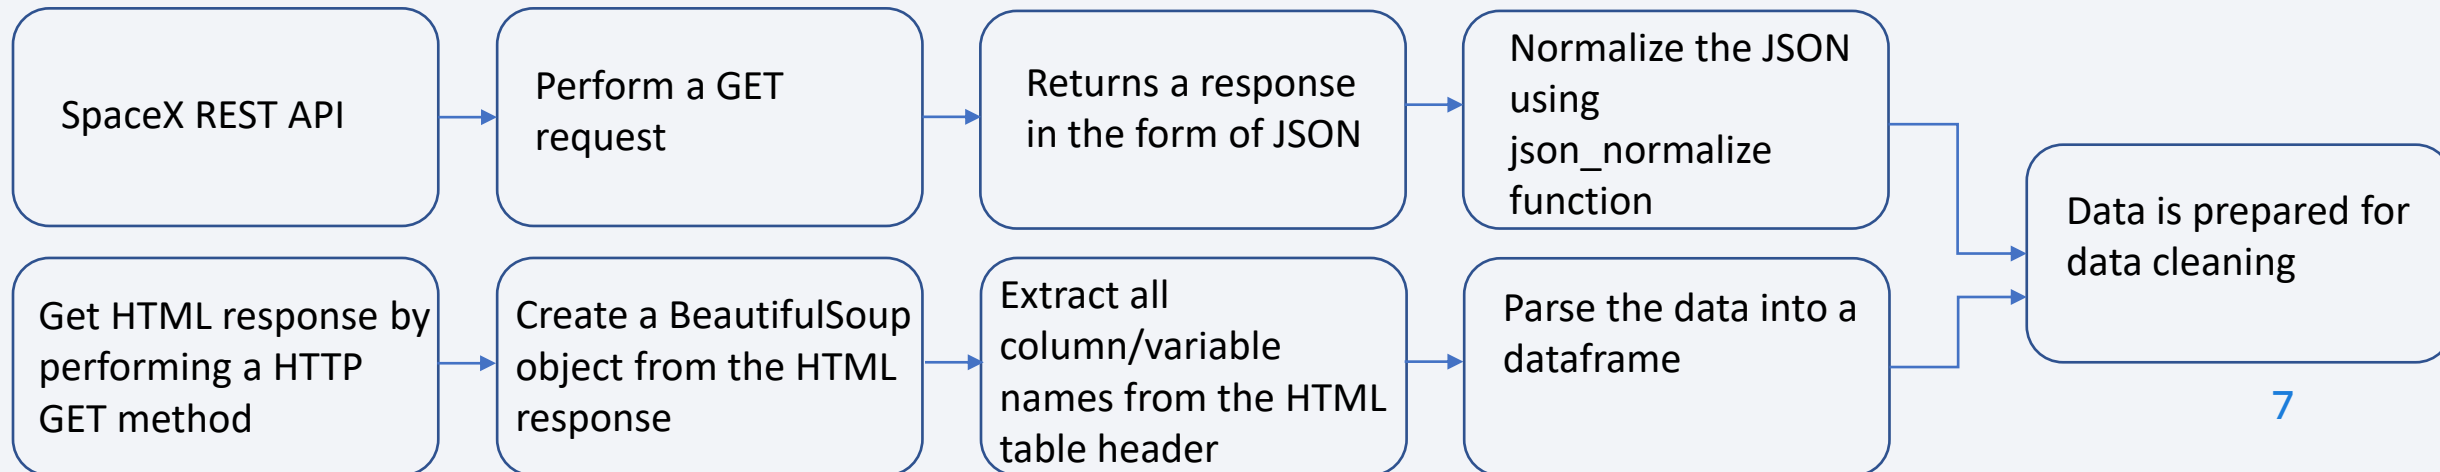 SpaceX REST API
Perform a GET
request
Returns a response
in the form of JSON
Normalize the JSON
using
json_normalize
function
Get HTML response by
performing a HTTP
GET method
Create a BeautifulSoup
object from the HTML
response
Extract all
column/variable
names from the HTML
table header
Parse the data into a
dataframe
Data is prepared for
data cleaning
7